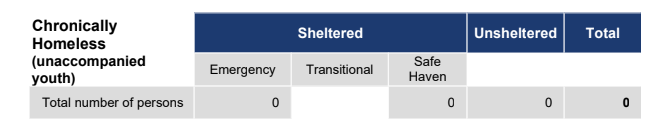 Chronically
Homeless
(unaccompanied
youth)
Sheltered
Unsheltered
Total
Emergency
Transitional
Safe
Haven
Total number of persons 0 0 0 0